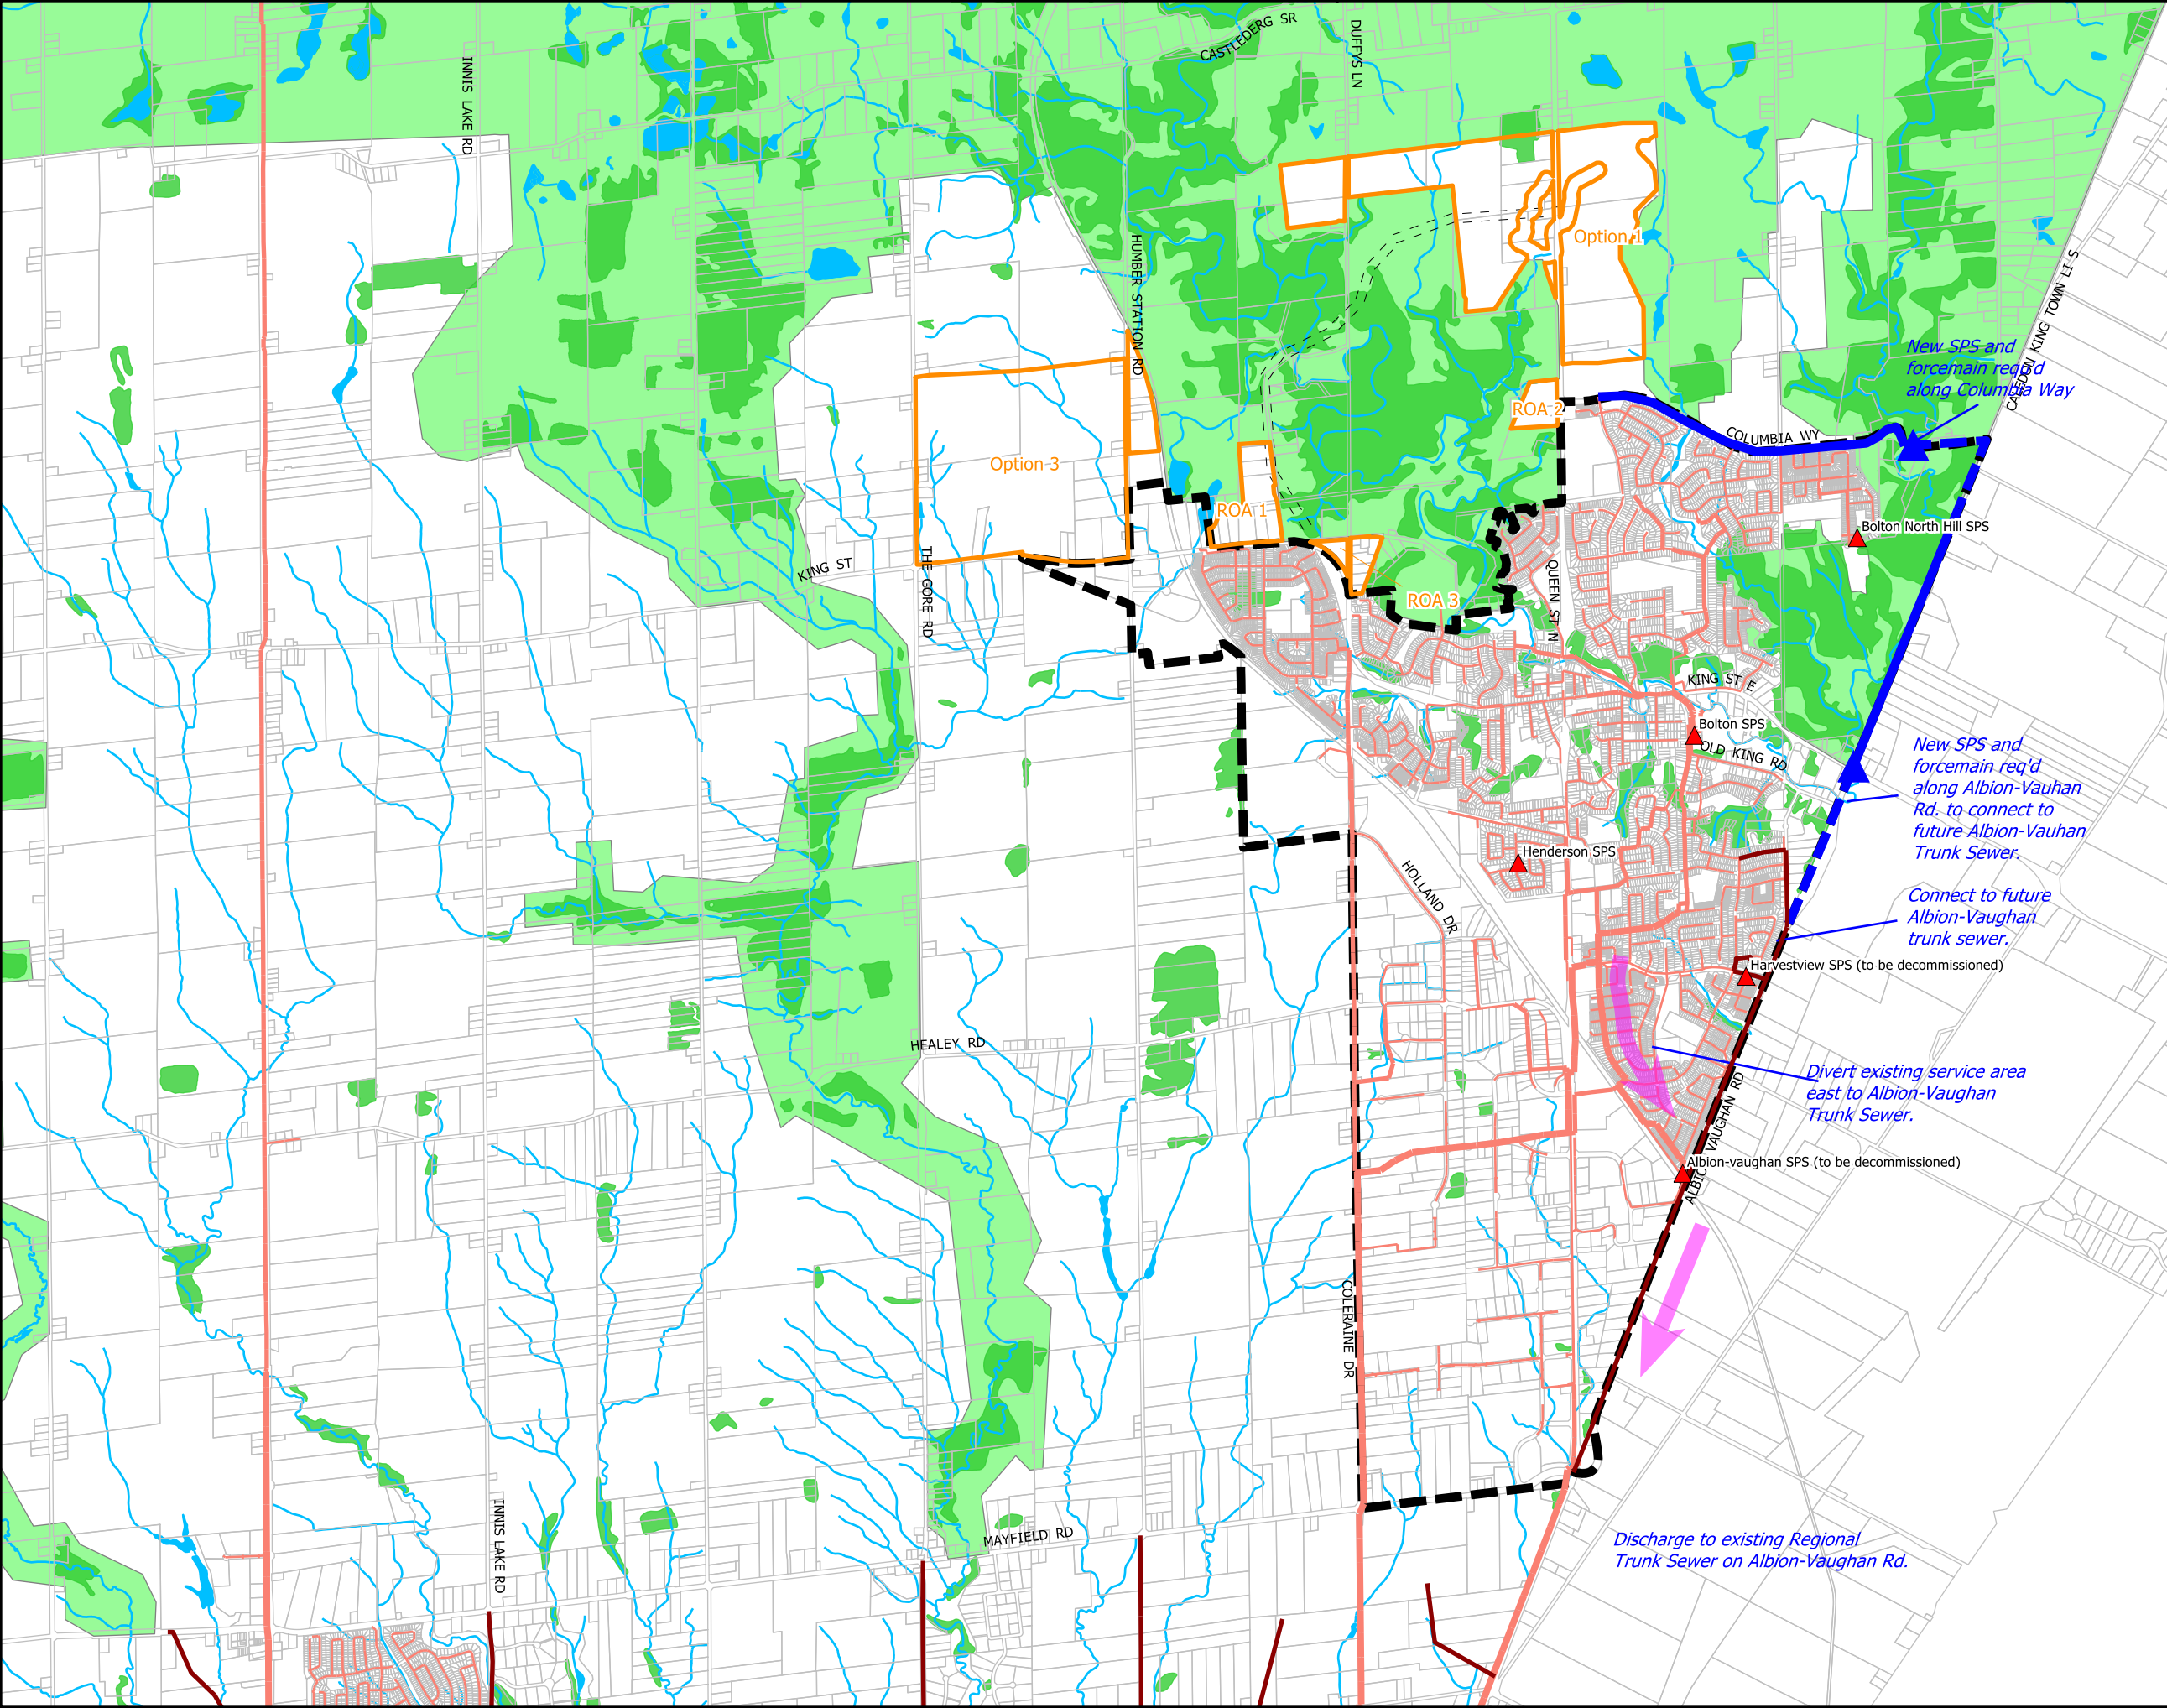 CASTLEDERG SR
DUFFYS LN
INNIS LAKE RD
HUMBER STATION RD
Option 1
CALEDON KING TOWN LI S
New SPS and
forcemain req'd
along Columbia Way
ROA 2
COLUMBIA WY
Option 3
ROA 1
Bolton North Hill SPS
KING ST
THE GORE RD
QUEEN ST N
ROA 3
KING ST E
Bolton SPS
OLD KING RD
New SPS and
forcemain req'd
along Albion-Vauhan
Rd. to connect to
future Albion-Vauhan
Trunk Sewer.
Henderson SPS
HOLLAND DR
Connect to future
Albion-Vaughan
trunk sewer.
Harvestview SPS (to be decommissioned)
HEALEY RD
Divert existing service area
east to Albion-Vaughan
Trunk Sewer.
ALBION VAUGHAN RD
Albion-vaughan SPS (to be decommissioned)
COLERAINE DR
INNIS LAKE RD
MAYFIELD RD
Discharge to existing Regional
Trunk Sewer on Albion-Vaughan Rd.